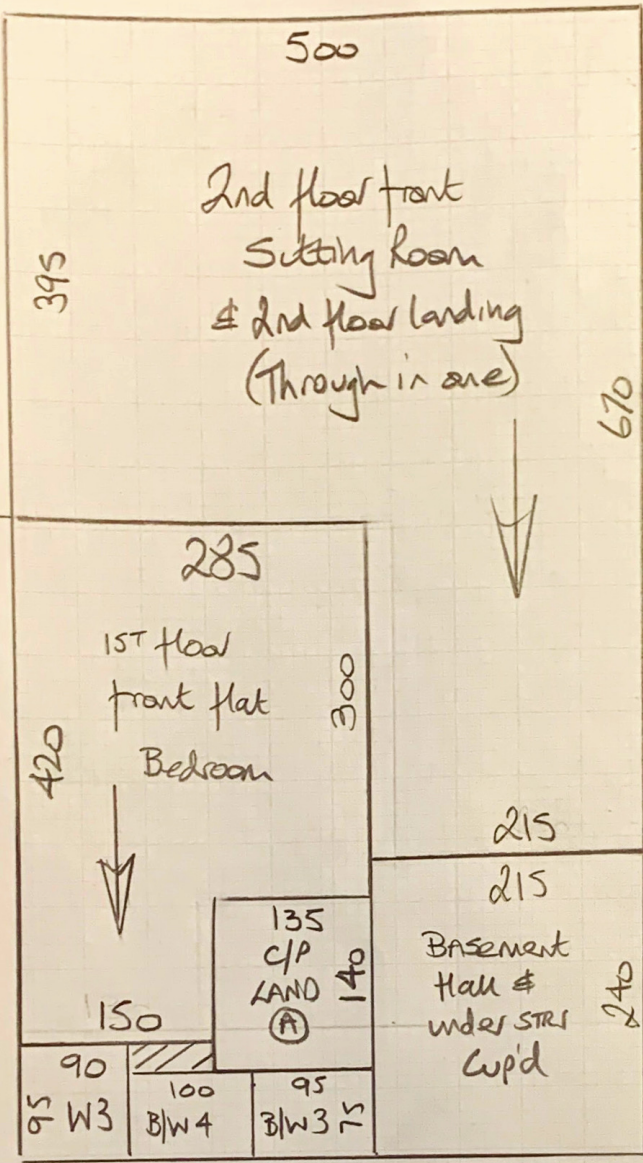 500
2nd floor front
Sitting Room
& 2nd floor landing
(Through in one)
395
670
285
1ST floor
front flat
Bedroom
420
300
215
215
Basement
Hall &
under STRS
Cup'd
240
135
C/P
LAND
A
140
150
90
95 W3
100
B/W4
95
B/W3 75